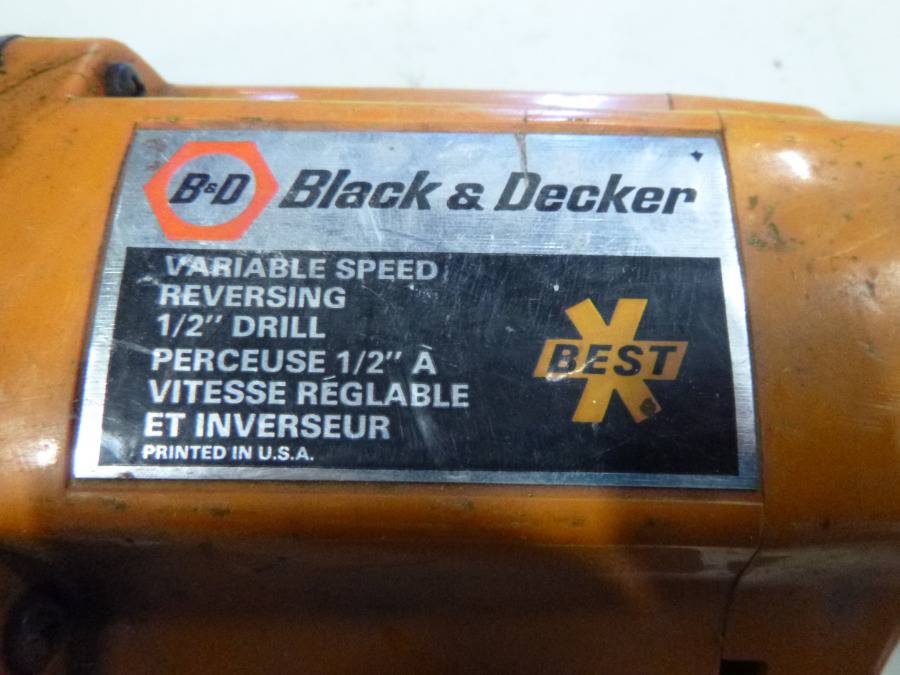 B&D Black & Decker
VARIABLE SPEED
REVERSING
1/2" DRILL
PERCEUSE 1/2" À
VITESSE RÉGLABLE
ET INVERSEUR
PRINTED IN U.S.A.
BEST